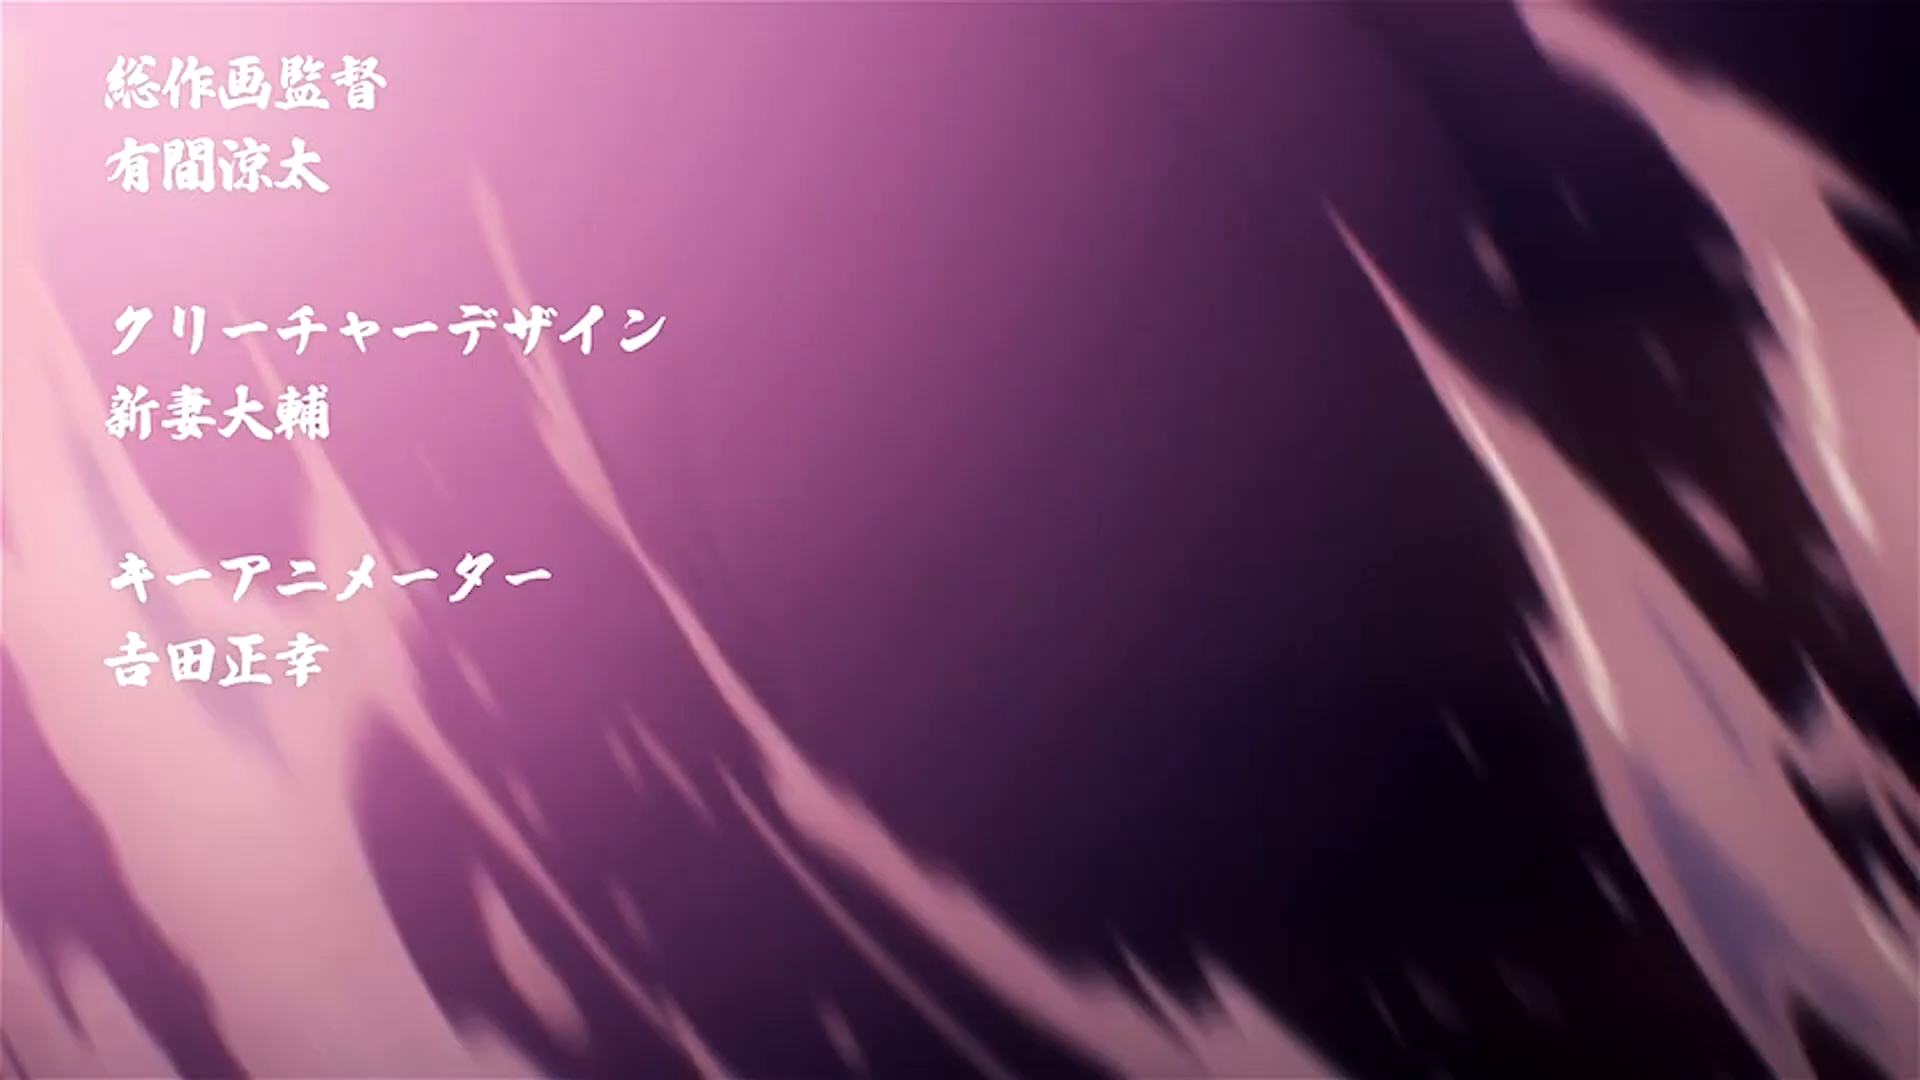 総作画監督
有間涼太
クリーチャーデザイン
新妻大輔
キーアニメーター
𠮷田正幸